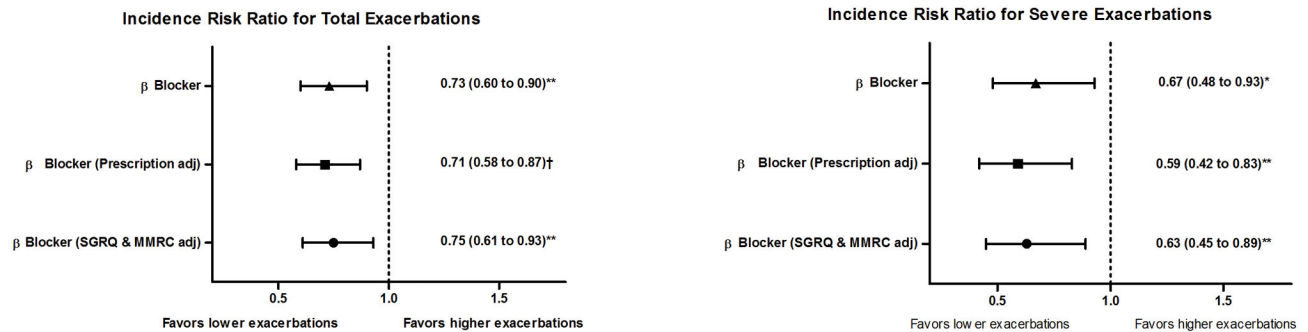 Incidence Risk Ratio for Total Exacerbations
β Blocker
0.73 (0.60 to 0.90)**
β Blocker (Prescription adj)
0.71 (0.58 to 0.87)†
β Blocker (SGRQ & MMRC adj)
0.75 (0.61 to 0.93)**
0.5 1.0 1.5
Favors lower exacerbations Favors higher exacerbations
Incidence Risk Ratio for Severe Exacerbations
β Blocker
0.67 (0.48 to 0.93)*
β Blocker (Prescription adj)
0.59 (0.42 to 0.83)**
β Blocker (SGRQ & MMRC adj)
0.63 (0.45 to 0.89)**
0.5 1.0 1.5
Favors lower exacerbations Favors higher exacerbations